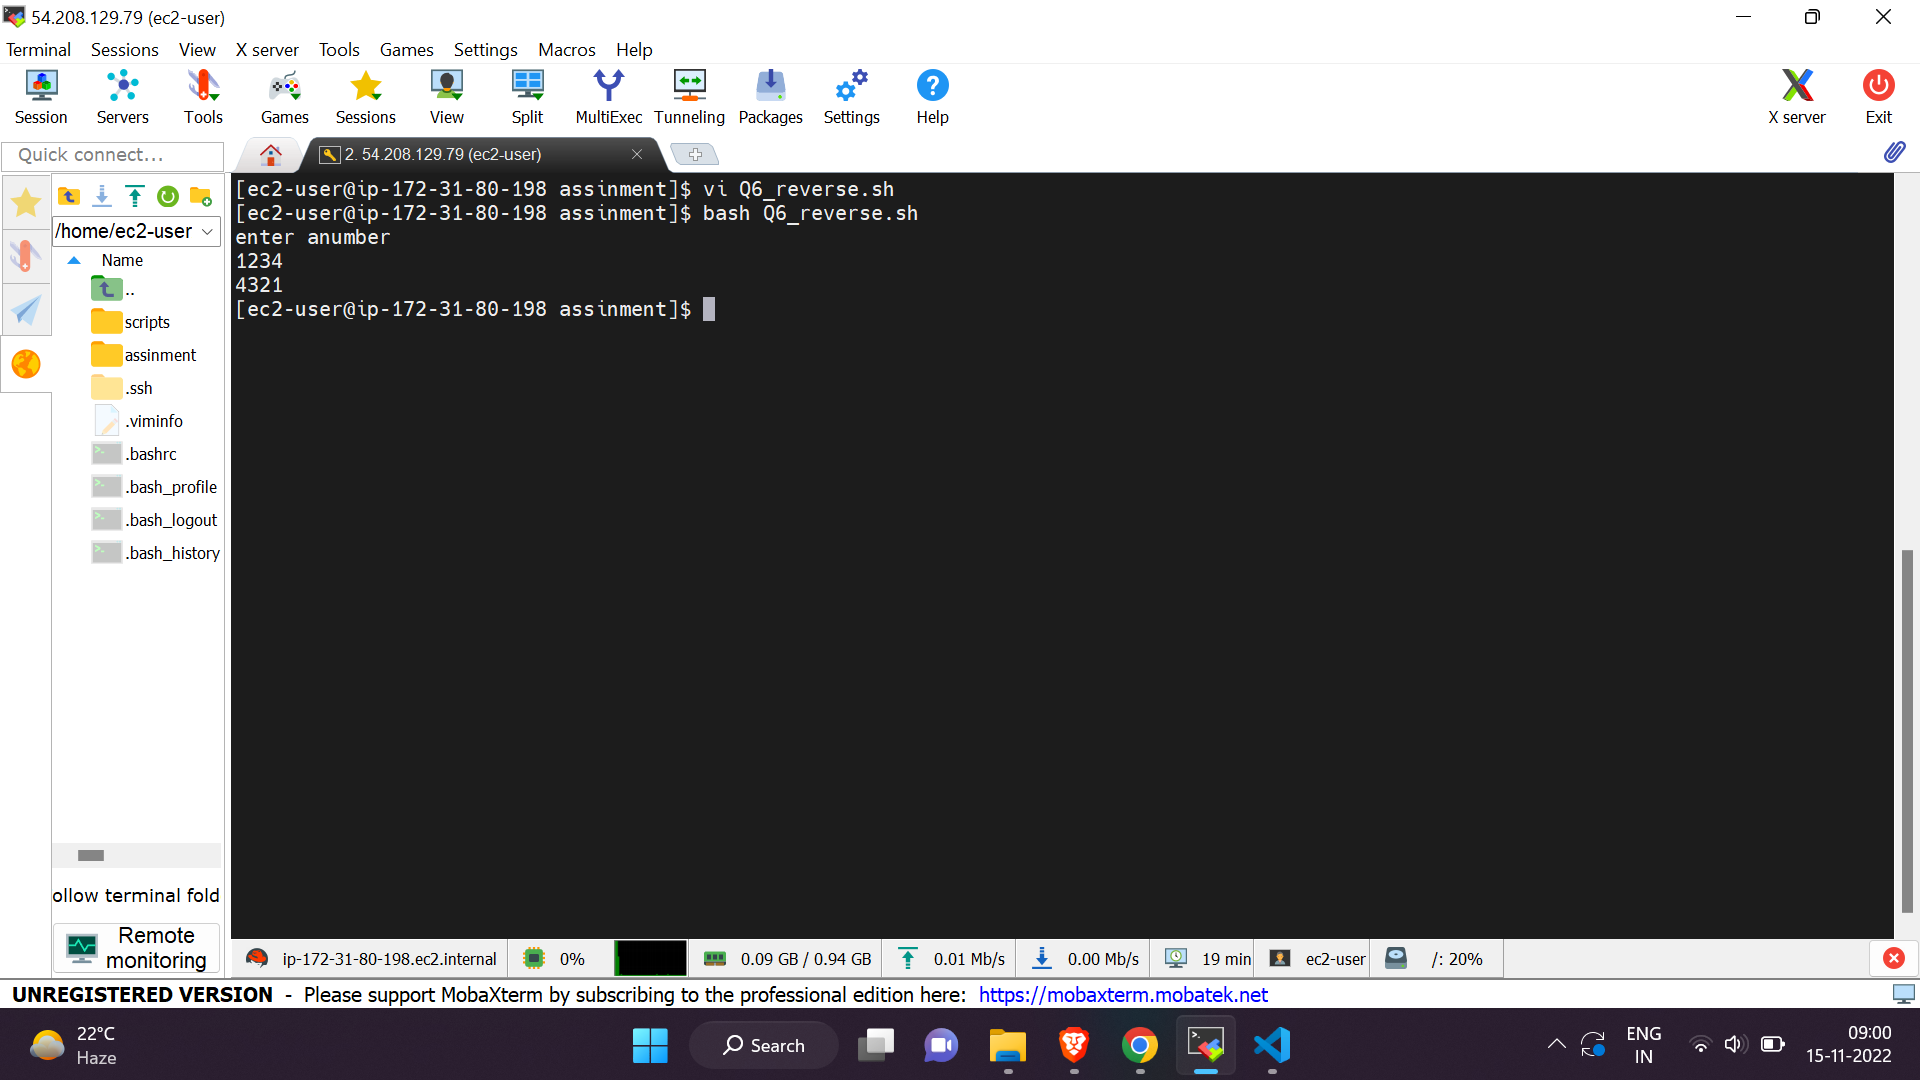 54.208.129.79 (ec2-user)
Terminal Sessions View X server Tools Games Settings Macros Help
Session Servers Tools Games Sessions View Split MultiExec Tunneling Packages Settings Help X server Exit
Quick connect...
2. 54.208.129.79 (ec2-user)
/home/ec2-user
Name
..
scripts
assinment
.ssh
.viminfo
.bashrc
.bash_profile
.bash_logout
.bash_history
ollow terminal fold
Remote
monitoring
[ec2-user@ip-172-31-80-198 assinment]$ vi Q6_reverse.sh
[ec2-user@ip-172-31-80-198 assinment]$ bash Q6_reverse.sh
enter anumber
1234
4321
[ec2-user@ip-172-31-80-198 assinment]$
ip-172-31-80-198.ec2.internal 0% 0.09 GB / 0.94 GB 0.01 Mb/s 0.00 Mb/s 19 min ec2-user /: 20%
UNREGISTERED VERSION - Please support MobaXterm by subscribing to the professional edition here: https://mobaxterm.mobatek.net
22°C
Haze
Search
ENG
IN
09:00
15-11-2022